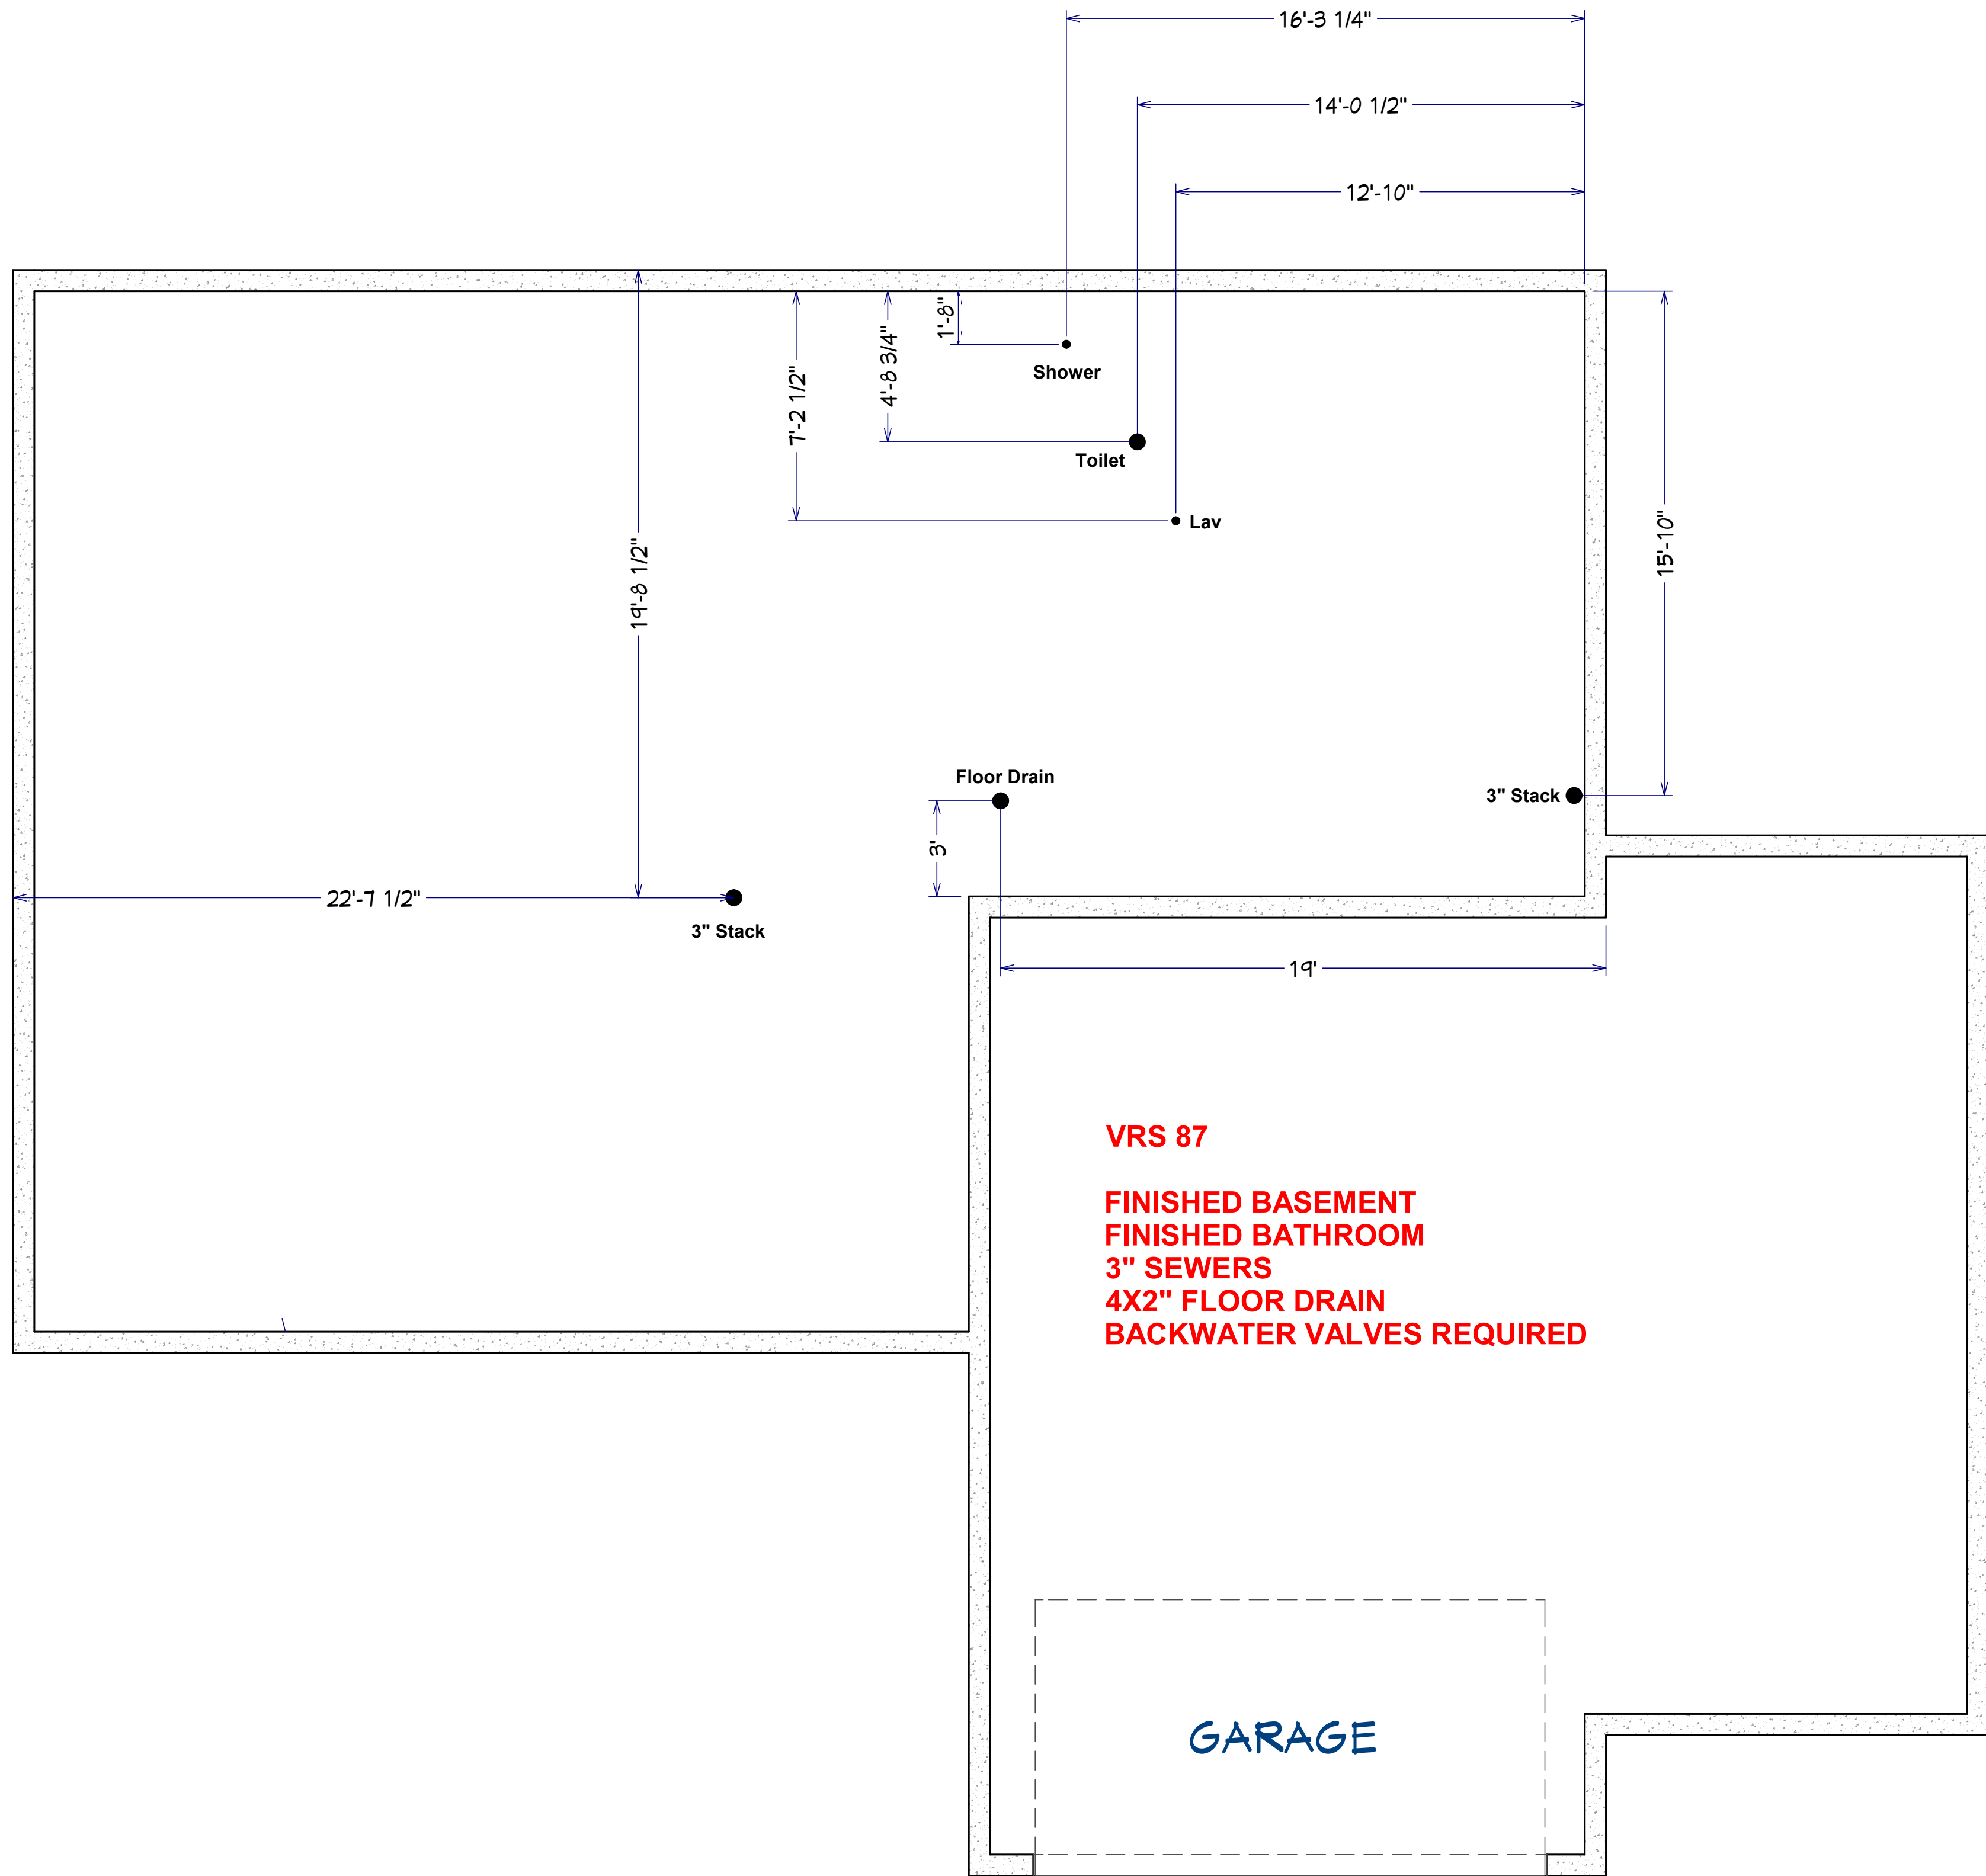 16'-3 1/4"
14'-0 1/2"
12'-10"
1'-8"
4'-8 3/4"
7'-2 1/2"
Shower
Toilet
Lav
15'-10"
19'-8 1/2"
Floor Drain
3" Stack
3'
22'-7 1/2"
3" Stack
19'
VRS 87
FINISHED BASEMENT
FINISHED BATHROOM
3" SEWERS
4X2" FLOOR DRAIN
BACKWATER VALVES REQUIRED
GARAGE